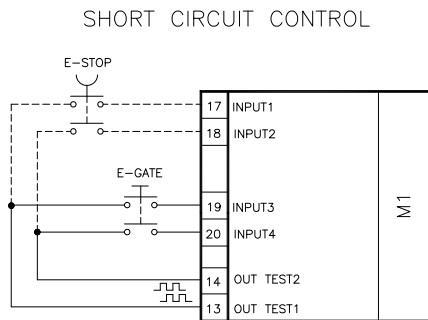 SHORT CIRCUIT CONTROL
E-STOP
17 INPUT1
18 INPUT2
E-GATE
19 INPUT3
20 INPUT4
M1
14 OUT TEST2
13 OUT TEST1